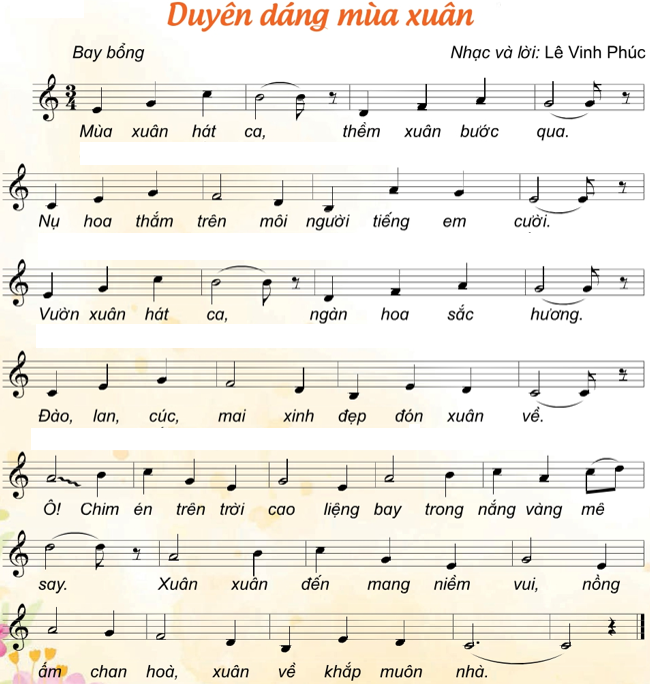 Duyên dáng mùa xuân
Bay bổng Nhạc và lời: Lê Vinh Phúc
3
4
Mùa xuân hát ca, thềm xuân bước qua.
Nụ hoa thắm trên môi người tiếng em cười.
Vườn xuân hát ca, ngàn hoa sắc hương.
Đào, lan, cúc, mai xinh đẹp đón xuân về.
Ô! Chim én trên trời cao liệng bay trong nắng vàng mê
say. Xuân xuân đến mang niềm vui, nồng
ấm chan hoà, xuân về khắp muôn nhà.